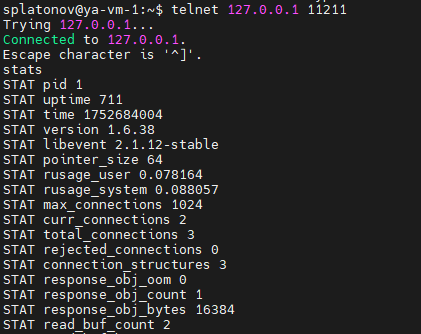 splatonov@ya-vm-1:~$ telnet 127.0.0.1 11211
Trying 127.0.0.1...
Connected to 127.0.0.1.
Escape character is '^]'.
stats
STAT pid 1
STAT uptime 711
STAT time 1752684004
STAT version 1.6.38
STAT libevent 2.1.12-stable
STAT pointer_size 64
STAT rusage_user 0.078164
STAT rusage_system 0.088057
STAT max_connections 1024
STAT curr_connections 2
STAT total_connections 3
STAT rejected_connections 0
STAT connection_structures 3
STAT response_obj_oom 0
STAT response_obj_count 1
STAT response_obj_bytes 16384
STAT read_buf_count 2